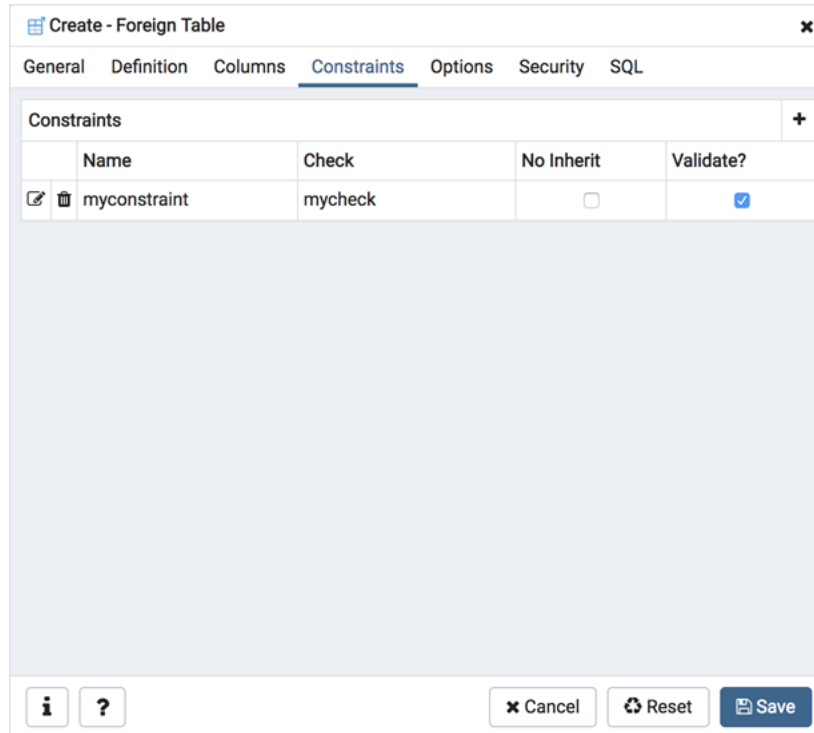 Create - Foreign Table
General Definition Columns Constraints Options Security SQL
Constraints
Name Check No Inherit Validate?
myconstraint mycheck
i ? Cancel Reset Save